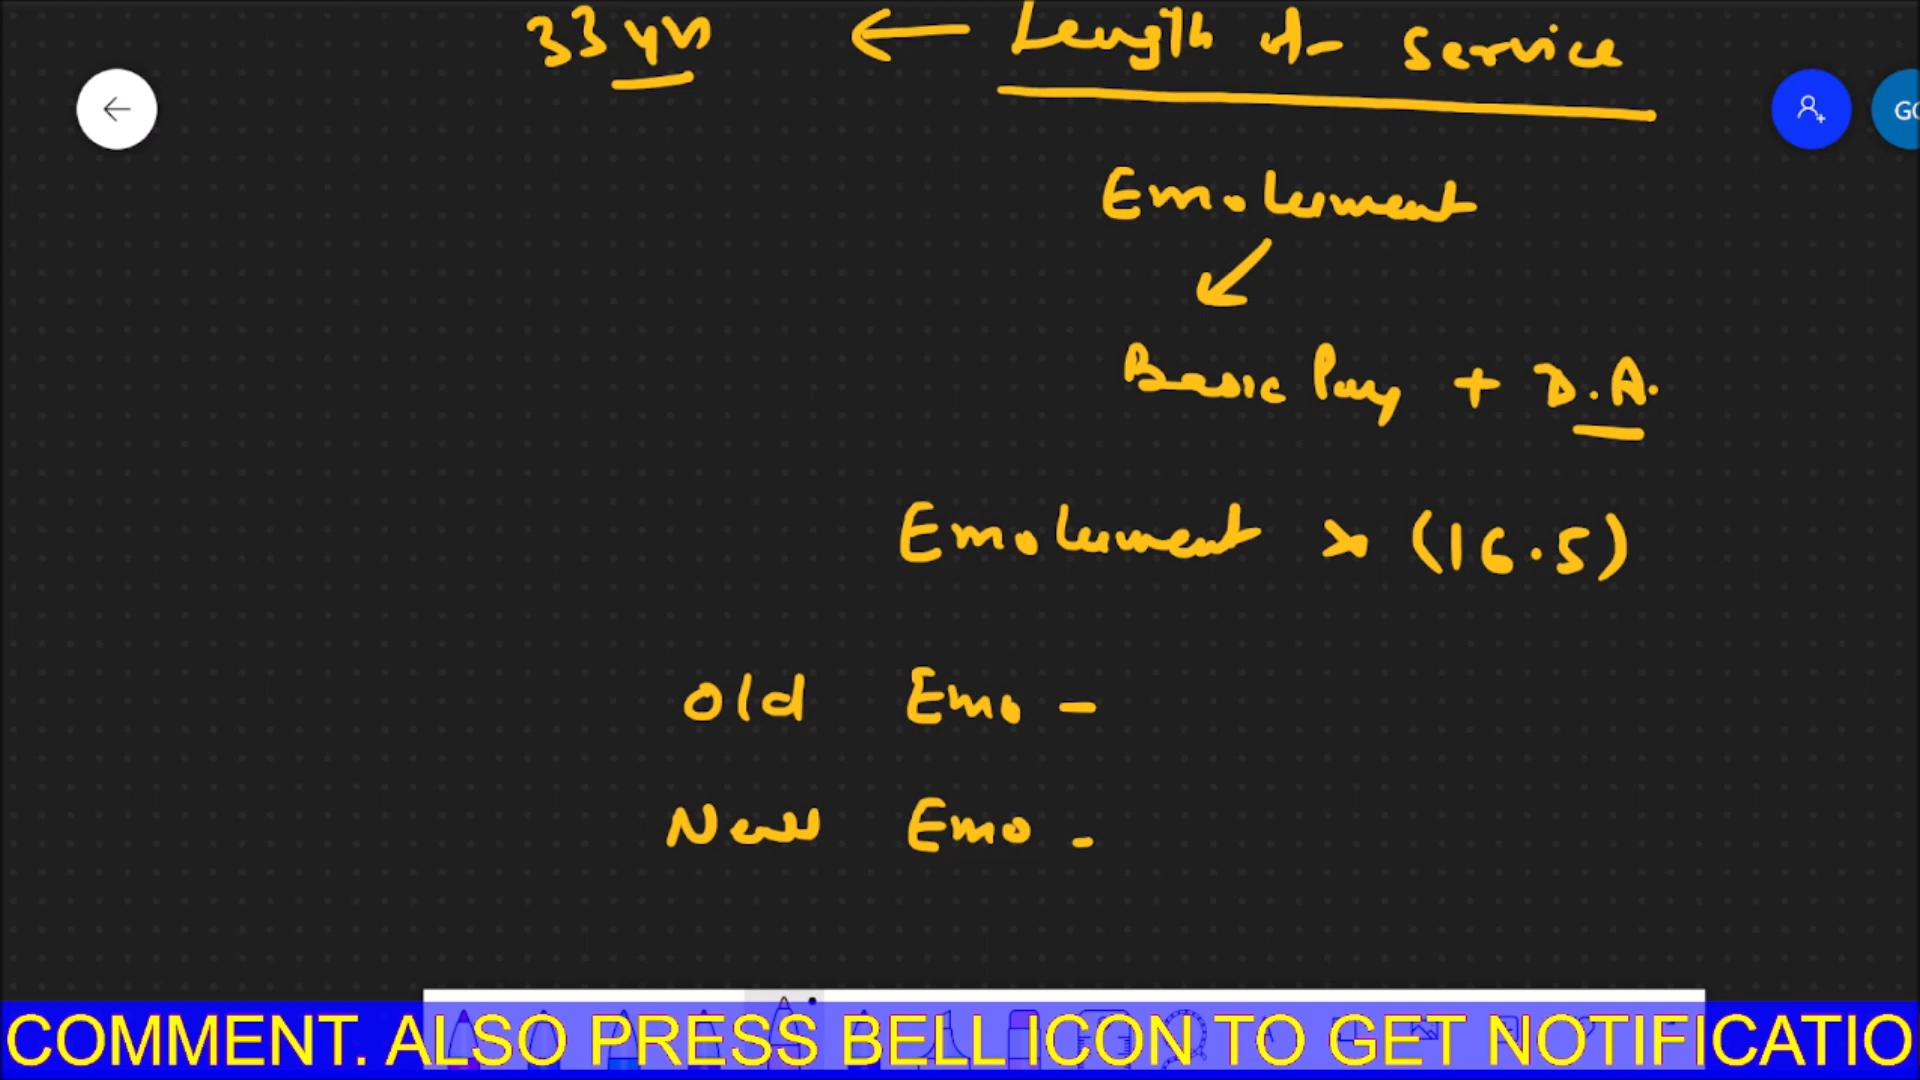 33 yrs ← Length of Service
GC
Emolument
Basic Pay + D.A.
Emolument × (16.5)
Old Emo -
New Emo -
COMMENT. ALSO PRESS BELL ICON TO GET NOTIFICATIO